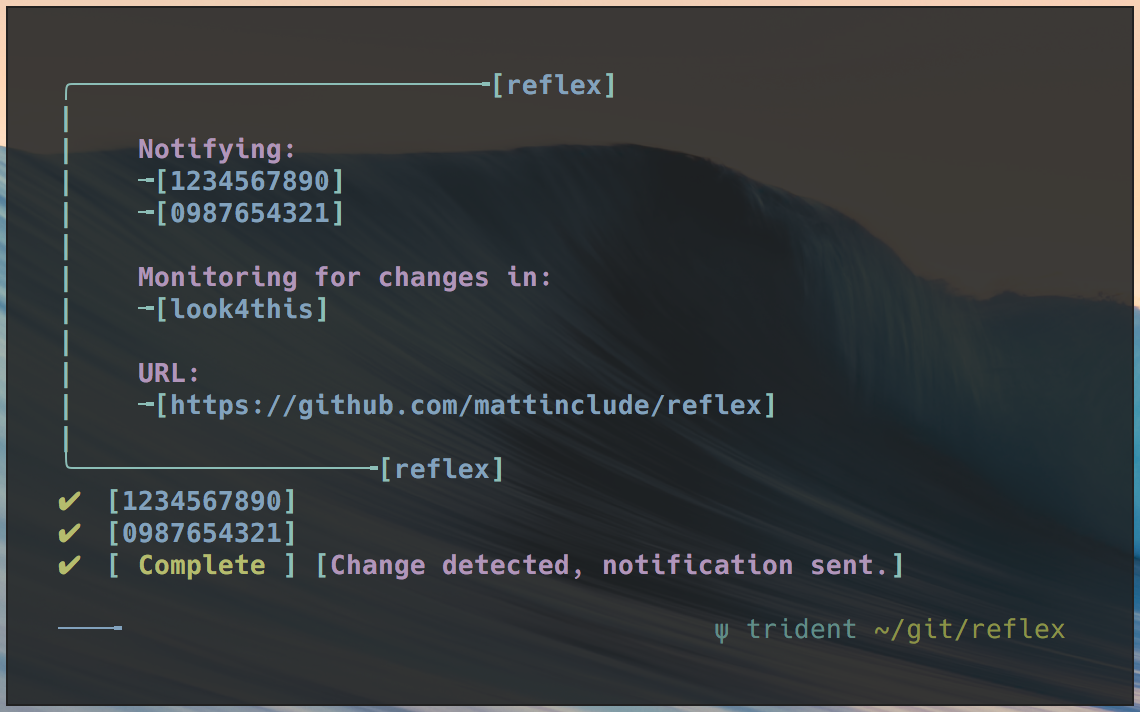 [reflex]
Notifying:
[1234567890]
[0987654321]
Monitoring for changes in:
[look4this]
URL:
[https://github.com/mattinclude/reflex]
[reflex]
✔ [1234567890]
✔ [0987654321]
✔ [ Complete ] [Change detected, notification sent.]
ψ trident ~/git/reflex